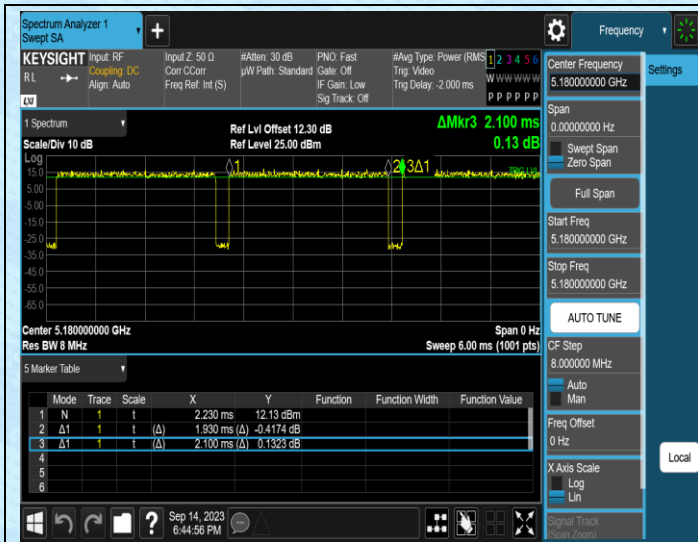 Spectrum Analyzer 1
Swept SA
Frequency
KEYSIGHT
RL
LXI
Input: RF
Coupling: DC
Align: Auto
Input Z: 50 Ω
Corr CCorr
Freq Ref: Int (S)
#Atten: 30 dB
µW Path: Standard
PNO: Fast
Gate: Off
IF Gain: Low
Sig Track: Off
#Avg Type: Power (RMS
Trig: Video
Trig Delay: -2.000 ms
1 2 3 4 5 6
W W W W W W
P P P P P P
1 Spectrum
Scale/Div 10 dB
Ref Lvl Offset 12.30 dB
Ref Level 25.00 dBm
ΔMkr3 2.100 ms
0.13 dB
Log
15.0
5.00
-5.00
-15.0
-25.0
-35.0
-45.0
-55.0
-65.0
1
2 3Δ1
Center 5.180000000 GHz
Res BW 8 MHz
Span 0 Hz
Sweep 6.00 ms (1001 pts)
5 Marker Table
Mode Trace Scale X Y Function Function Width Function Value
1 N 1 t 2.230 ms 12.13 dBm
2 Δ1 1 t (Δ) 1.930 ms (Δ) -0.4174 dB
3 Δ1 1 t (Δ) 2.100 ms (Δ) 0.1323 dB
4
5
6
Sep 14, 2023
6:44:56 PM
Center Frequency
5.180000000 GHz
Span
0.00000000 Hz
Swept Span
Zero Span
Full Span
Start Freq
5.180000000 GHz
Stop Freq
5.180000000 GHz
AUTO TUNE
CF Step
8.000000 MHz
Auto
Man
Freq Offset
0 Hz
X Axis Scale
Log
Lin
Signal Track
(Span Zoom)
Settings
Local